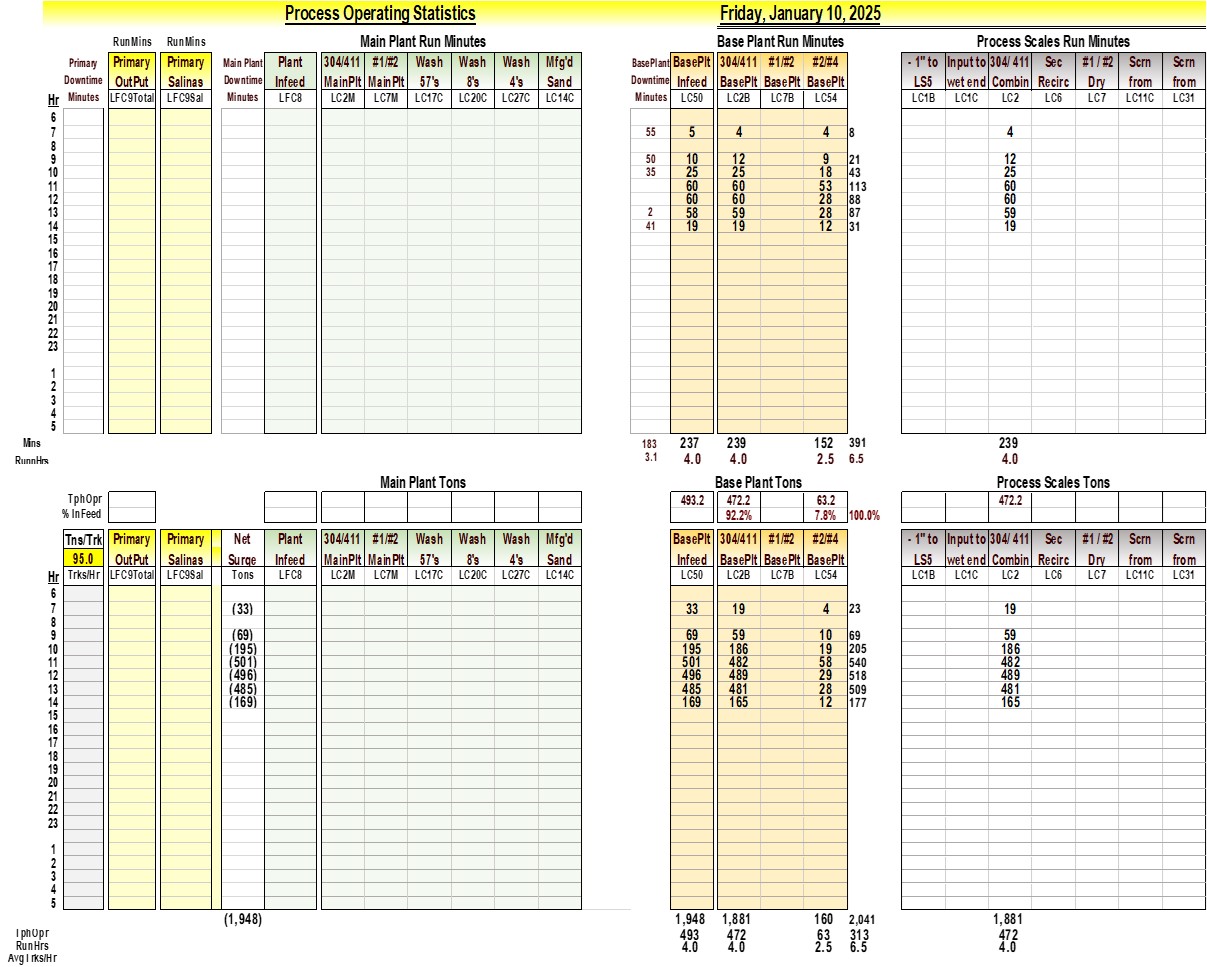 Process Operating Statistics Friday, January 10, 2025
RunMins RunMins Main Plant Run Minutes Base Plant Run Minutes Process Scales Run Minutes
Primary Primary Primary Main Plant Plant 304/411 #1/#2 Wash Wash Wash Mfg'd BasePlant BasePlt 304/411 #1/#2 #2/#4 - 1" to Input to 304/ 411 Sec #1 / #2 Scrn Scrn
Downtime OutPut Salinas Downtime Infeed MainPlt MainPlt 57's 8's 4's Sand Downtime Infeed BasePlt BasePlt BasePlt LS5 wet end Combin Recirc Dry from from
Hr Minutes LFC9Total LFC9Sal Minutes LFC8 LC2M LC7M LC17C LC20C LC27C LC14C Minutes LC50 LC2B LC7B LC54 LC1B LC1C LC2 LC6 LC7 LC11C LC31
6
7 55 5 4 4 8 4
8
9 50 10 12 9 21 12
10 35 25 25 18 43 25
11 60 60 53 113 60
12 60 60 28 88 60
13 2 58 59 28 87 59
14 41 19 19 12 31 19
15
16
17
18
19
20
21
22
23
1
2
3
4
5
Mins 183 237 239 152 391 239
RunnHrs 3.1 4.0 4.0 2.5 6.5 4.0
Main Plant Tons Base Plant Tons Process Scales Tons
TphOpr 493.2 472.2 63.2 472.2
% InFeed 92.2% 7.8% 100.0%
Tns/Trk Primary Primary Net Plant 304/411 #1/#2 Wash Wash Wash Mfg'd BasePlt 304/411 #1/#2 #2/#4 - 1" to Input to 304/ 411 Sec #1 / #2 Scrn Scrn
95.0 OutPut Salinas Surge Infeed MainPlt MainPlt 57's 8's 4's Sand Infeed BasePlt BasePlt BasePlt LS5 wet end Combin Recirc Dry from from
Hr Trks/Hr LFC9Total LFC9Sal Tons LFC8 LC2M LC7M LC17C LC20C LC27C LC14C LC50 LC2B LC7B LC54 LC1B LC1C LC2 LC6 LC7 LC11C LC31
6
7 (33) 33 19 4 23 19
8
9 (69) 69 59 10 69 59
10 (195) 195 186 19 205 186
11 (501) 501 482 58 540 482
12 (496) 496 489 29 518 489
13 (485) 485 481 28 509 481
14 (169) 169 165 12 177 165
15
16
17
18
19
20
21
22
23
1
2
3
4
5
(1,948) 1,948 1,881 160 2,041 1,881
TphOpr 493 472 63 313 472
RunHrs 4.0 4.0 2.5 6.5 4.0
AvgTrks/Hr